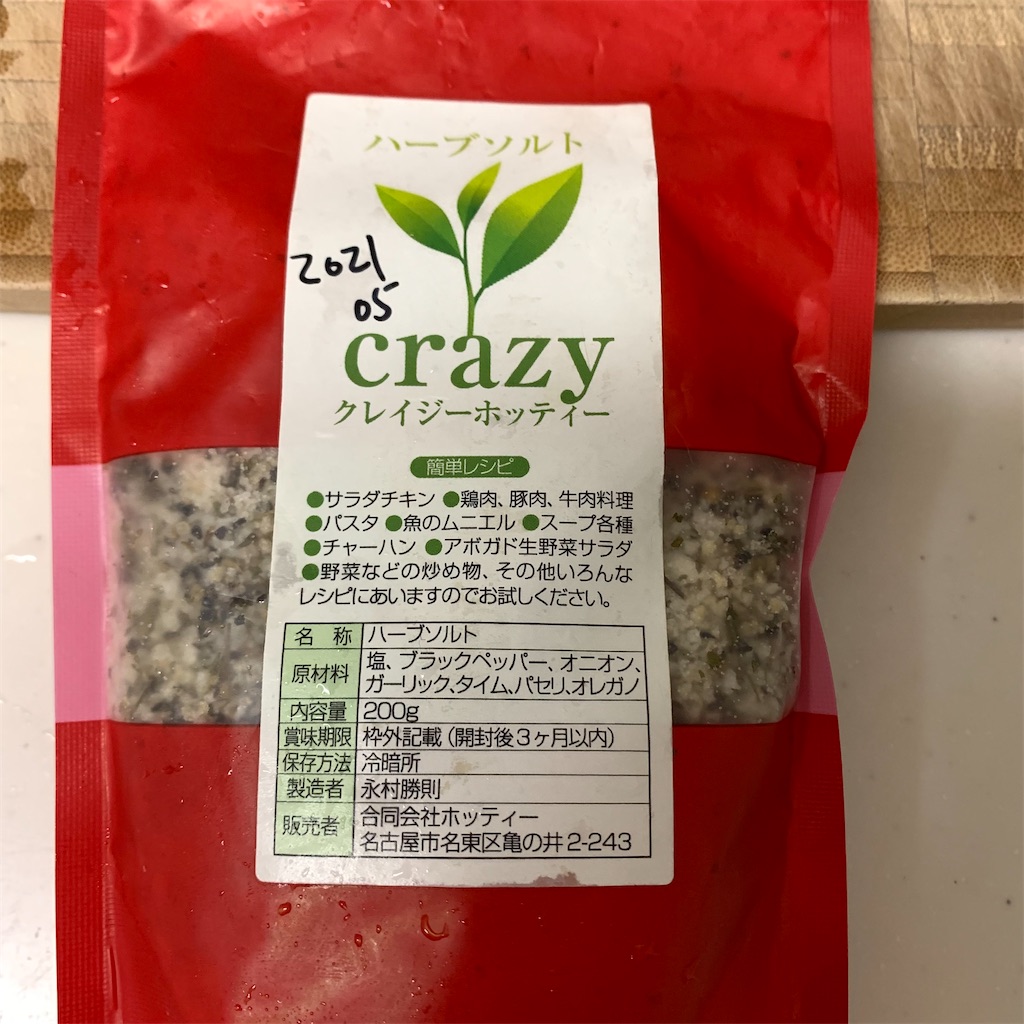 ハーブソルト
2021
05
crazy
クレイジーホッティー
簡単レシピ
●サラダチキン ●鶏肉、豚肉、牛肉料理
●パスタ ●魚のムニエル ●スープ各種
●チャーハン ●アボガド生野菜サラダ
●野菜などの炒め物、その他いろんな
レシピにあいますのでお試しください。
名 称 ハーブソルト
原材料 塩、ブラックペッパー、オニオン、
ガーリック、タイム、パセリ、オレガノ
内容量 200g
賞味期限 枠外記載（開封後3ヶ月以内）
保存方法 冷暗所
製造者 永村勝則
販売者 合同会社ホッティー
名古屋市名東区亀の井2-243